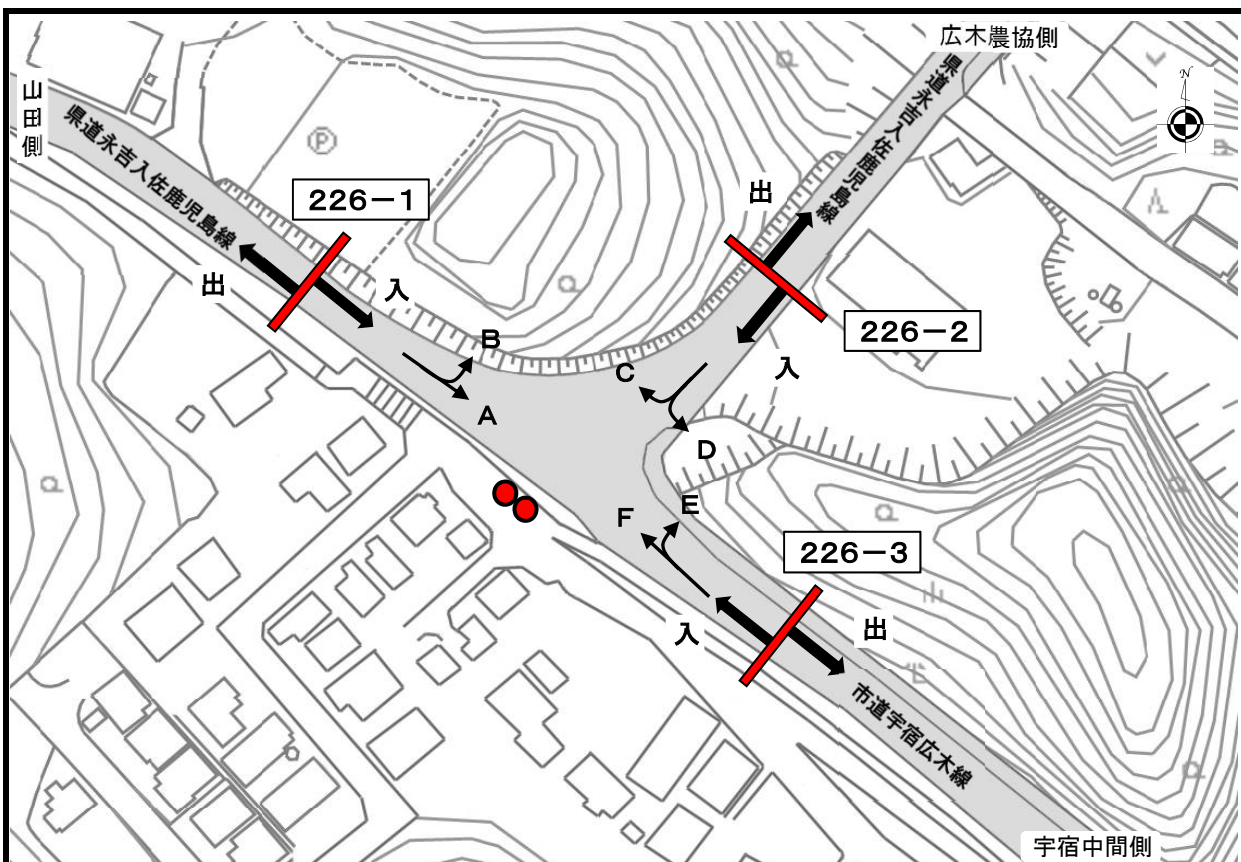 広木農協側
N
山田側
県道永吉入佐鹿児島線
県道永吉入佐鹿児島線
P
226-1
出
入
出
226-2
入
B
A
C
D
E
F
226-3
入
出
市道宇宿広木線
宇宿中間側